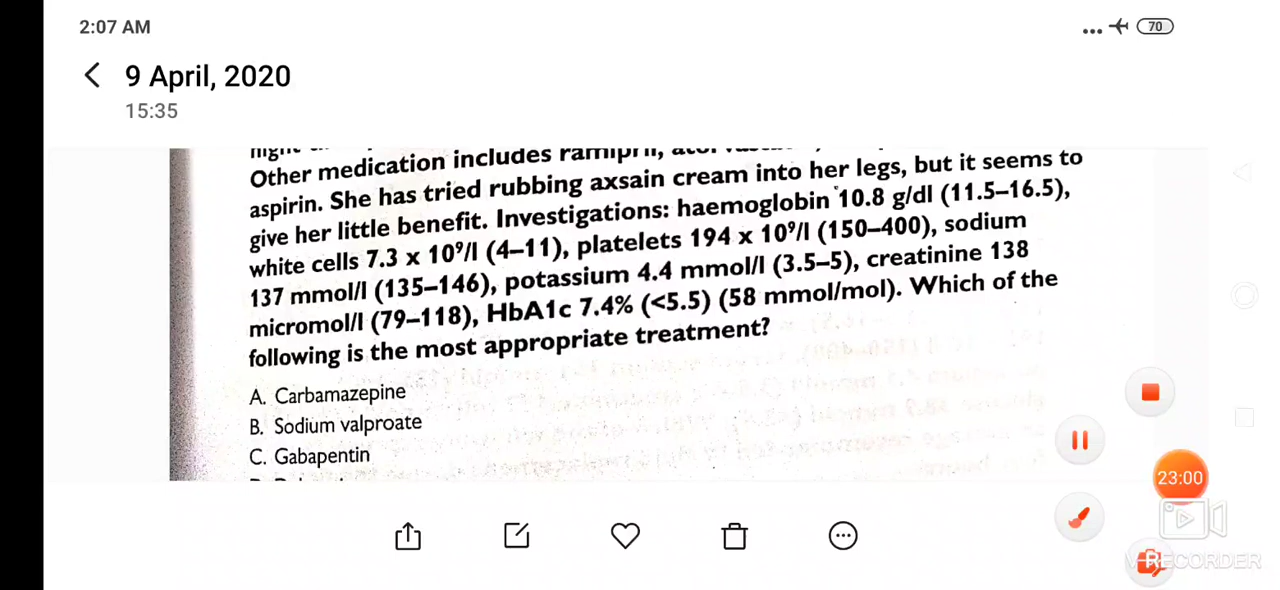 2:07 AM
70
9 April, 2020
15:35
Other medication includes ramipril,
aspirin. She has tried rubbing axsain cream into her legs, but it seems to
give her little benefit. Investigations: haemoglobin 10.8 g/dl (11.5–16.5),
white cells 7.3 x 10⁹/l (4–11), platelets 194 x 10⁹/l (150–400), sodium
137 mmol/l (135–146), potassium 4.4 mmol/l (3.5–5), creatinine 138
micromol/l (79–118), HbA1c 7.4% (<5.5) (58 mmol/mol). Which of the
following is the most appropriate treatment?
A. Carbamazepine
B. Sodium valproate
C. Gabapentin
23:00
V-RECORDER